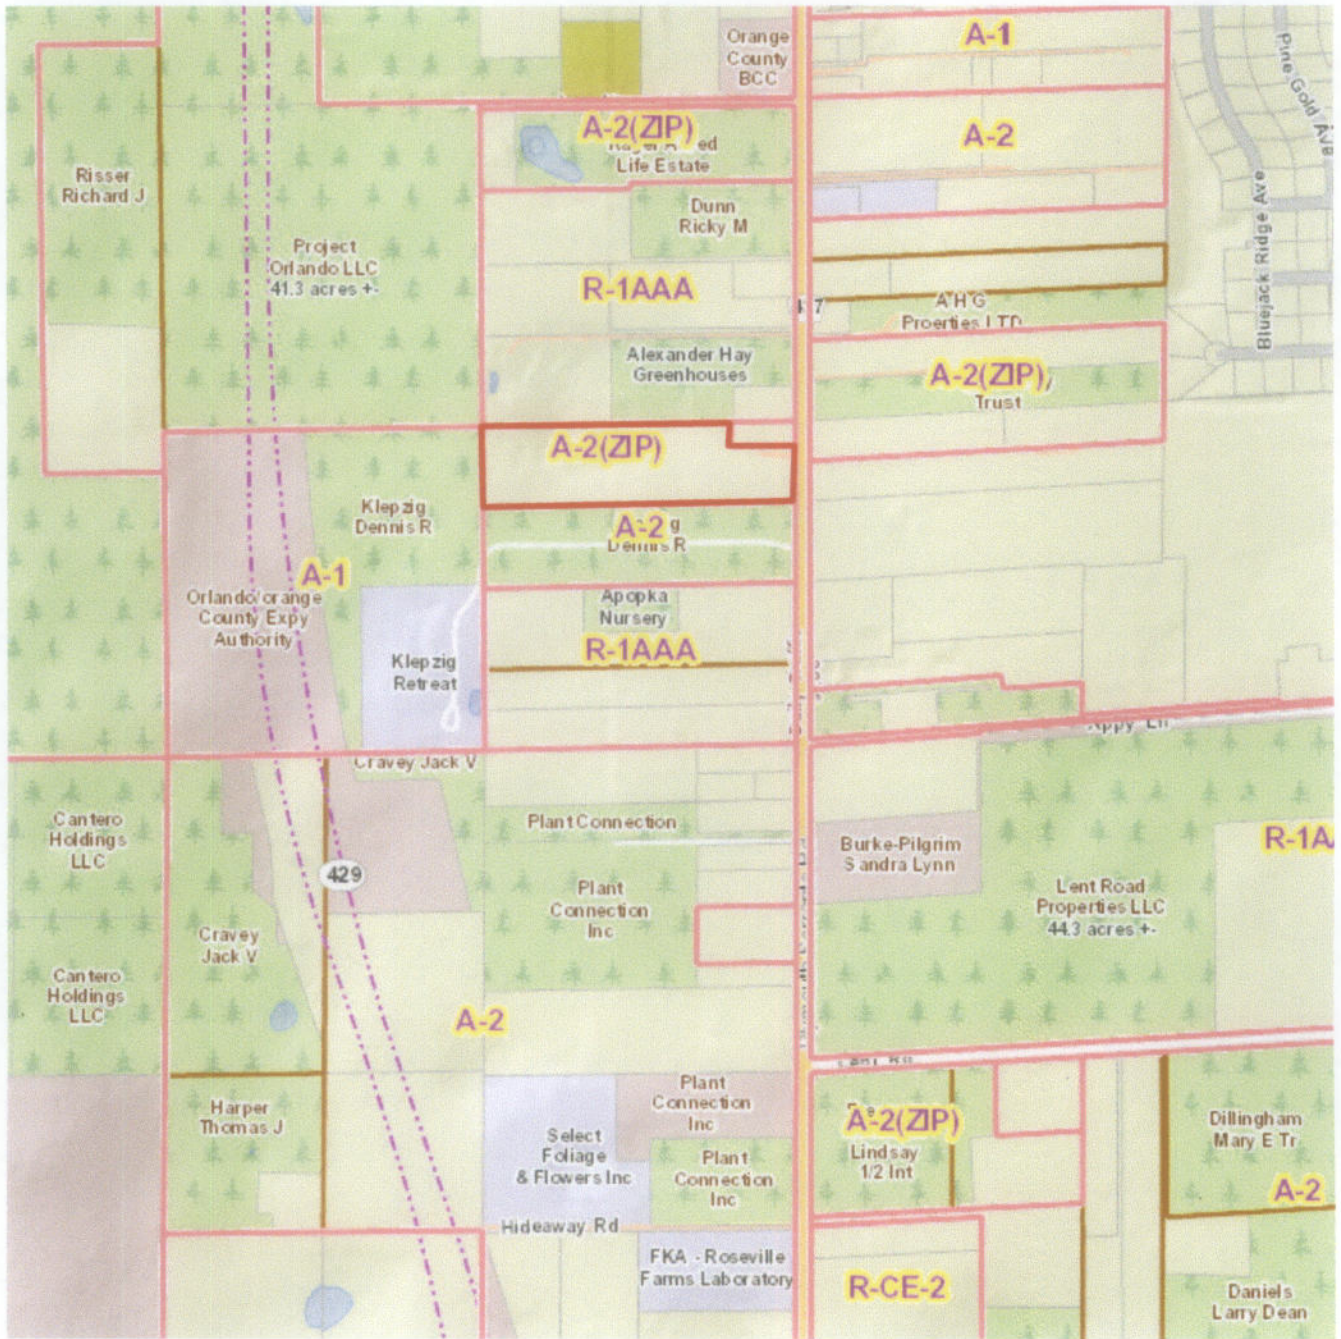 Orange
County
BCC
A-1
Pine Gold Ave
A-2(ZIP)
ed
Life Estate
A-2
Risser
Richard J
Dunn
Ricky M
Bluejack Ridge Ave
Project
Orlando LLC
41.3 acres +-
R-1AAA
A H G
Proerties LTD
Alexander Hay
Greenhouses
A-2(ZIP)
Trust
A-2(ZIP)
Klepzig
Dennis R
A-2
g
Dennis R
A-1
Orlando/orange
County Expy
Authority
Apopka
Nursery
R-1AAA
Klepzig
Retreat
Cravey Jack V
Cantero
Holdings
LLC
Plant Connection
Burke-Pilgrim
Sandra Lynn
R-1A
429
Plant
Connection
Inc
Lent Road
Properties LLC
44.3 acres +-
Cravey
Jack V
Cantero
Holdings
LLC
A-2
Lent Rd
Harper
Thomas J
Plant
Connection
Inc
A-2(ZIP)
Lindsay
1/2 Int
Dillingham
Mary E Tr
Select
Foliage
& Flowers Inc
Plant
Connection
Inc
A-2
Hideaway Rd
FKA - Roseville
Farms Laboratory
R-CE-2
Daniels
Larry Dean